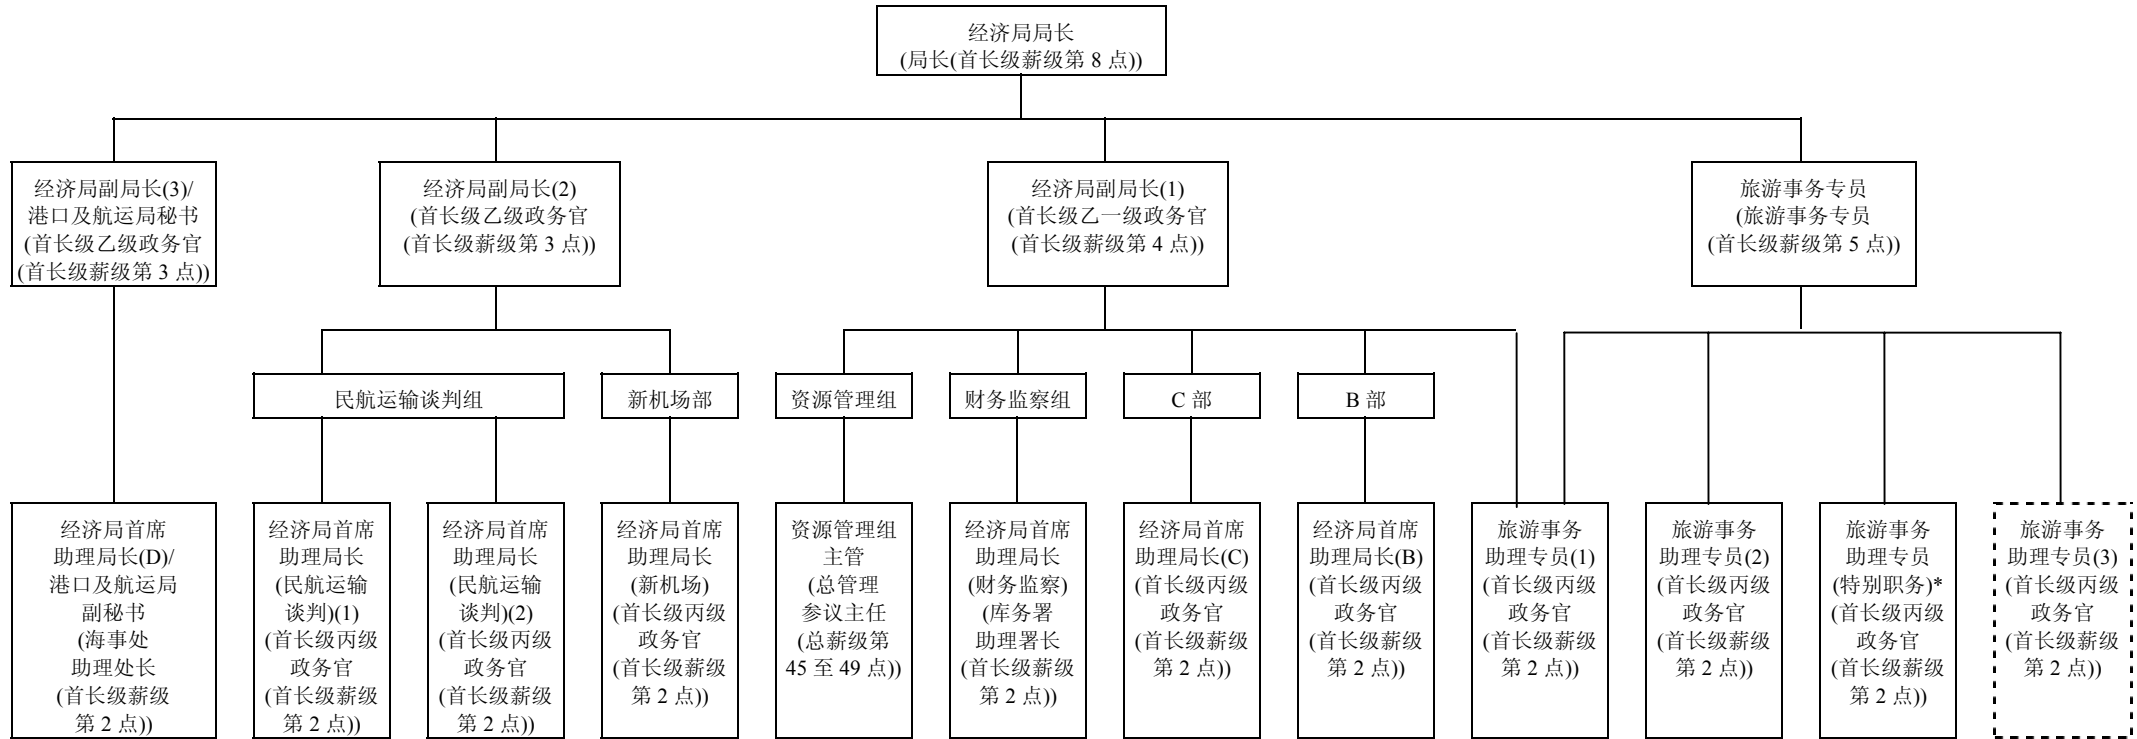 经济局局长
(局长(首长级薪级第 8 点))
经济局副局长(3)/
港口及航运局秘书
(首长级乙级政务官
(首长级薪级第 3 点))
经济局副局长(2)
(首长级乙级政务官
(首长级薪级第 3 点))
经济局副局长(1)
(首长级乙一级政务官
(首长级薪级第 4 点))
旅游事务专员
(旅游事务专员
(首长级薪级第 5 点))
民航运输谈判组
新机场部
资源管理组
财务监察组
C 部
B 部
经济局首席
助理局长(D)/
港口及航运局
副秘书
(海事处
助理处长
(首长级薪级
第 2 点))
经济局首席
助理局长
(民航运输
谈判)(1)
(首长级丙级
政务官
(首长级薪级
第 2 点))
经济局首席
助理局长
(民航运输
谈判)(2)
(首长级丙级
政务官
(首长级薪级
第 2 点))
经济局首席
助理局长
(新机场)
(首长级丙级
政务官
(首长级薪级
第 2 点))
资源管理组
主管
(总管理
参议主任
(总薪级第
45 至 49 点))
经济局首席
助理局长
(财务监察)
(库务署
助理署长
(首长级薪级
第 2 点))
经济局首席
助理局长(C)
(首长级丙级
政务官
(首长级薪级
第 2 点))
经济局首席
助理局长(B)
(首长级丙级
政务官
(首长级薪级
第 2 点))
旅游事务
助理专员(1)
(首长级丙级
政务官
(首长级薪级
第 2 点))
旅游事务
助理专员(2)
(首长级丙级
政务官
(首长级薪级
第 2 点))
旅游事务
助理专员
(特别职务)*
(首长级丙级
政务官
(首长级薪级
第 2 点))
旅游事务
助理专员(3)
(首长级丙级
政务官
(首长级薪级
第 2 点))